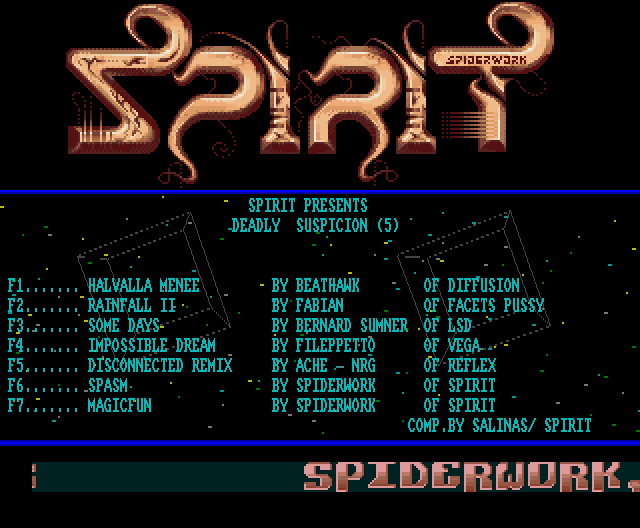 SPIRIT
SPIDERWORK
SPIRIT PRESENTS
DEADLY SUSPICION (5)
F1....... HALVALLA MENEE BY BEATHAWK OF DIFFUSION
F2....... RAINFALL II BY FABIAN OF FACETS PUSSY
F3....... SOME DAYS BY BERNARD SUMNER OF LSD
F4....... IMPOSSIBLE DREAM BY FILEPPETTO OF VEGA
F5....... DISCONNECTED REMIX BY ACHE - NRG OF REFLEX
F6....... SPASM BY SPIDERWORK OF SPIRIT
F7....... MAGICFUN BY SPIDERWORK OF SPIRIT
COMP.BY SALINAS/ SPIRIT
SPIDERWORK.